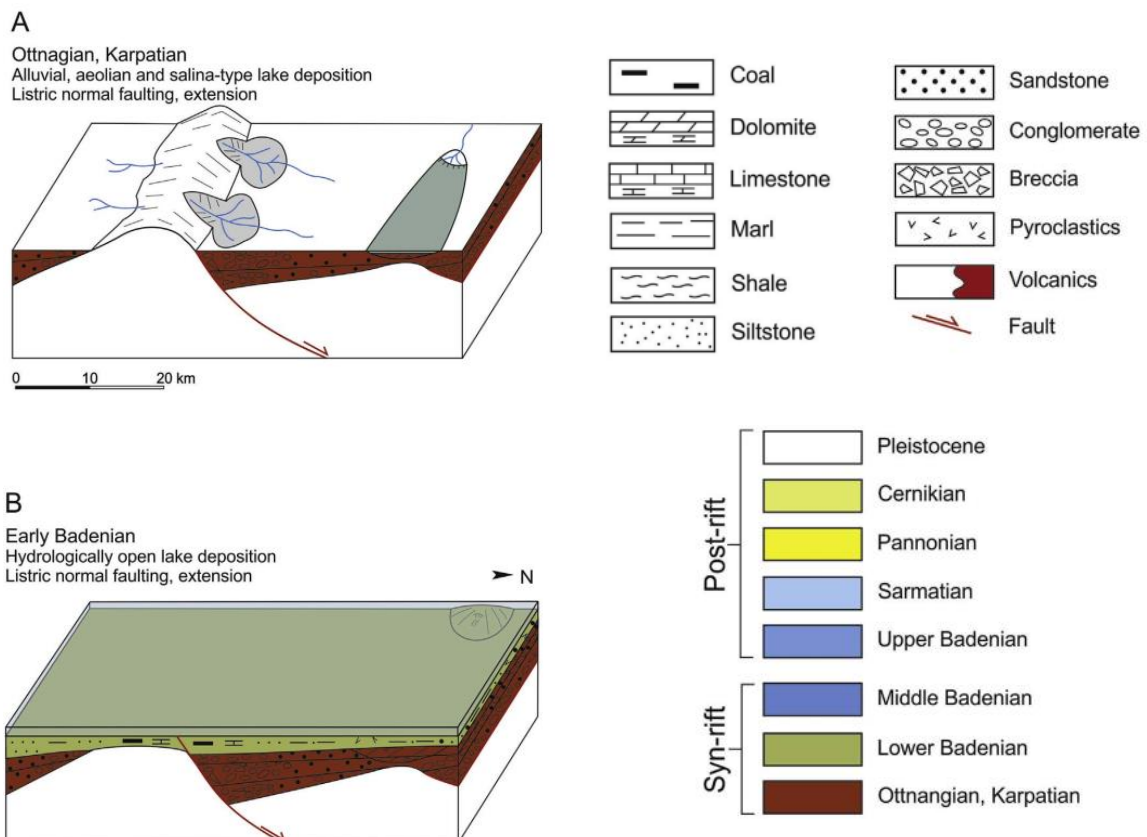 A
Ottnagian, Karpatian
Alluvial, aeolian and salina-type lake deposition
Listric normal faulting, extension
0 10 20 km
Coal
Dolomite
Limestone
Marl
Shale
Siltstone
Sandstone
Conglomerate
Breccia
Pyroclastics
Volcanics
Fault
B
Early Badenian
Hydrologically open lake deposition
Listric normal faulting, extension
N
Post-rift
Pleistocene
Cernikian
Pannonian
Sarmatian
Upper Badenian
Syn-rift
Middle Badenian
Lower Badenian
Ottnangian, Karpatian